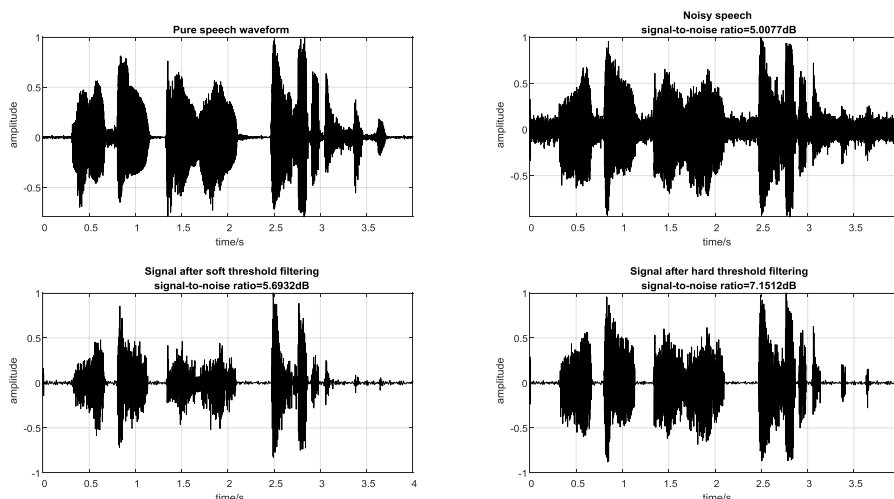 Pure speech waveform
1
0.5
0
-0.5
amplitude
0 0.5 1 1.5 2 2.5 3 3.5 4
time/s
Noisy speech
signal-to-noise ratio=5.0077dB
1
0.5
0
-0.5
amplitude
0 0.5 1 1.5 2 2.5 3 3.5
time/s
Signal after soft threshold filtering
signal-to-noise ratio=5.6932dB
1
0.5
0
-0.5
-1
amplitude
0 0.5 1 1.5 2 2.5 3 3.5 4
time/s
Signal after hard threshold filtering
signal-to-noise ratio=7.1512dB
1
0.5
0
-0.5
-1
amplitude
0 0.5 1 1.5 2 2.5 3 3.5
time/s